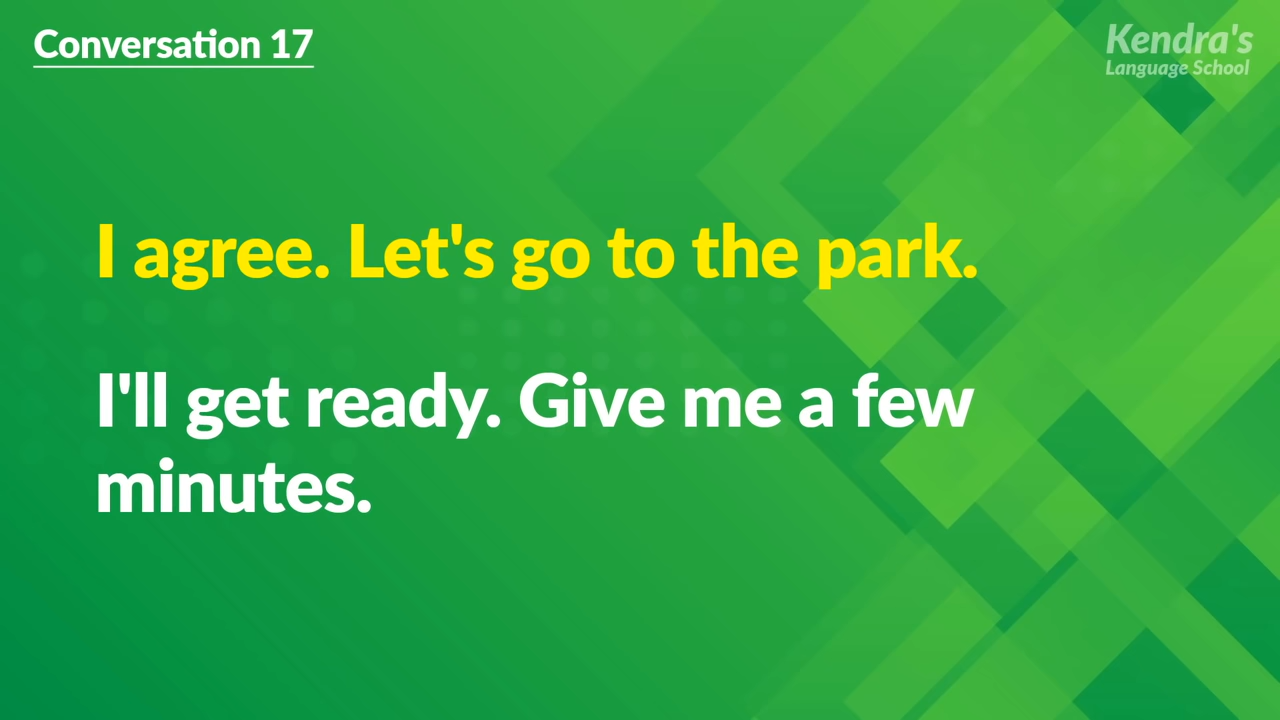 Conversation 17
Kendra's
Language School
I agree. Let's go to the park.
I'll get ready. Give me a few
minutes.